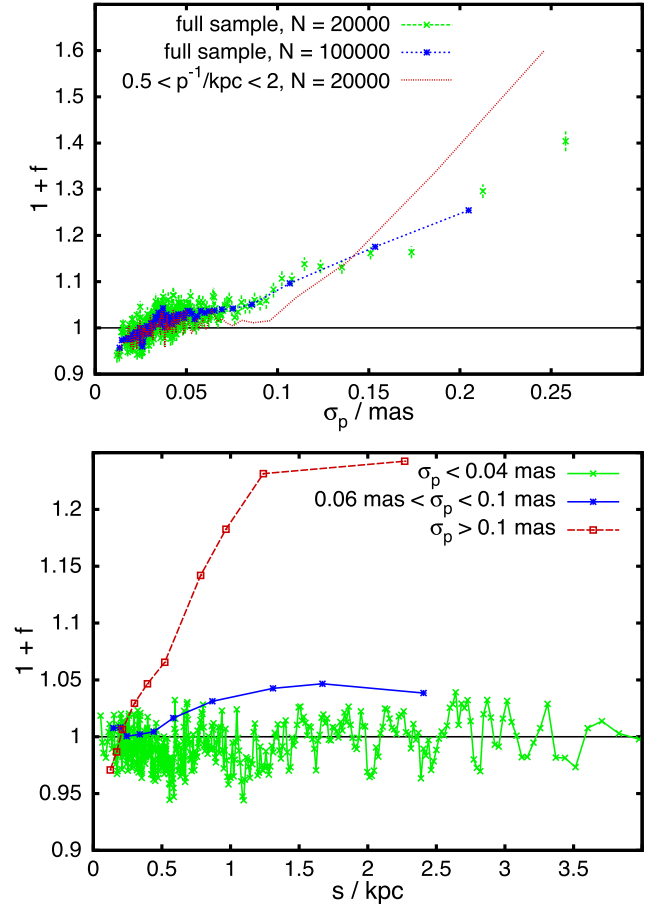 full sample, N = 20000
full sample, N = 100000
0.5 < p⁻¹/kpc < 2, N = 20000
1.6
1.5
1.4
1.3
1.2
1.1
1
0.9
1 + f
0 0.05 0.1 0.15 0.2 0.25
σₚ / mas
σₚ < 0.04 mas
0.06 mas < σₚ < 0.1 mas
σₚ > 0.1 mas
1.2
1.15
1.1
1.05
1
0.95
0.9
1 + f
0 0.5 1 1.5 2 2.5 3 3.5
s / kpc